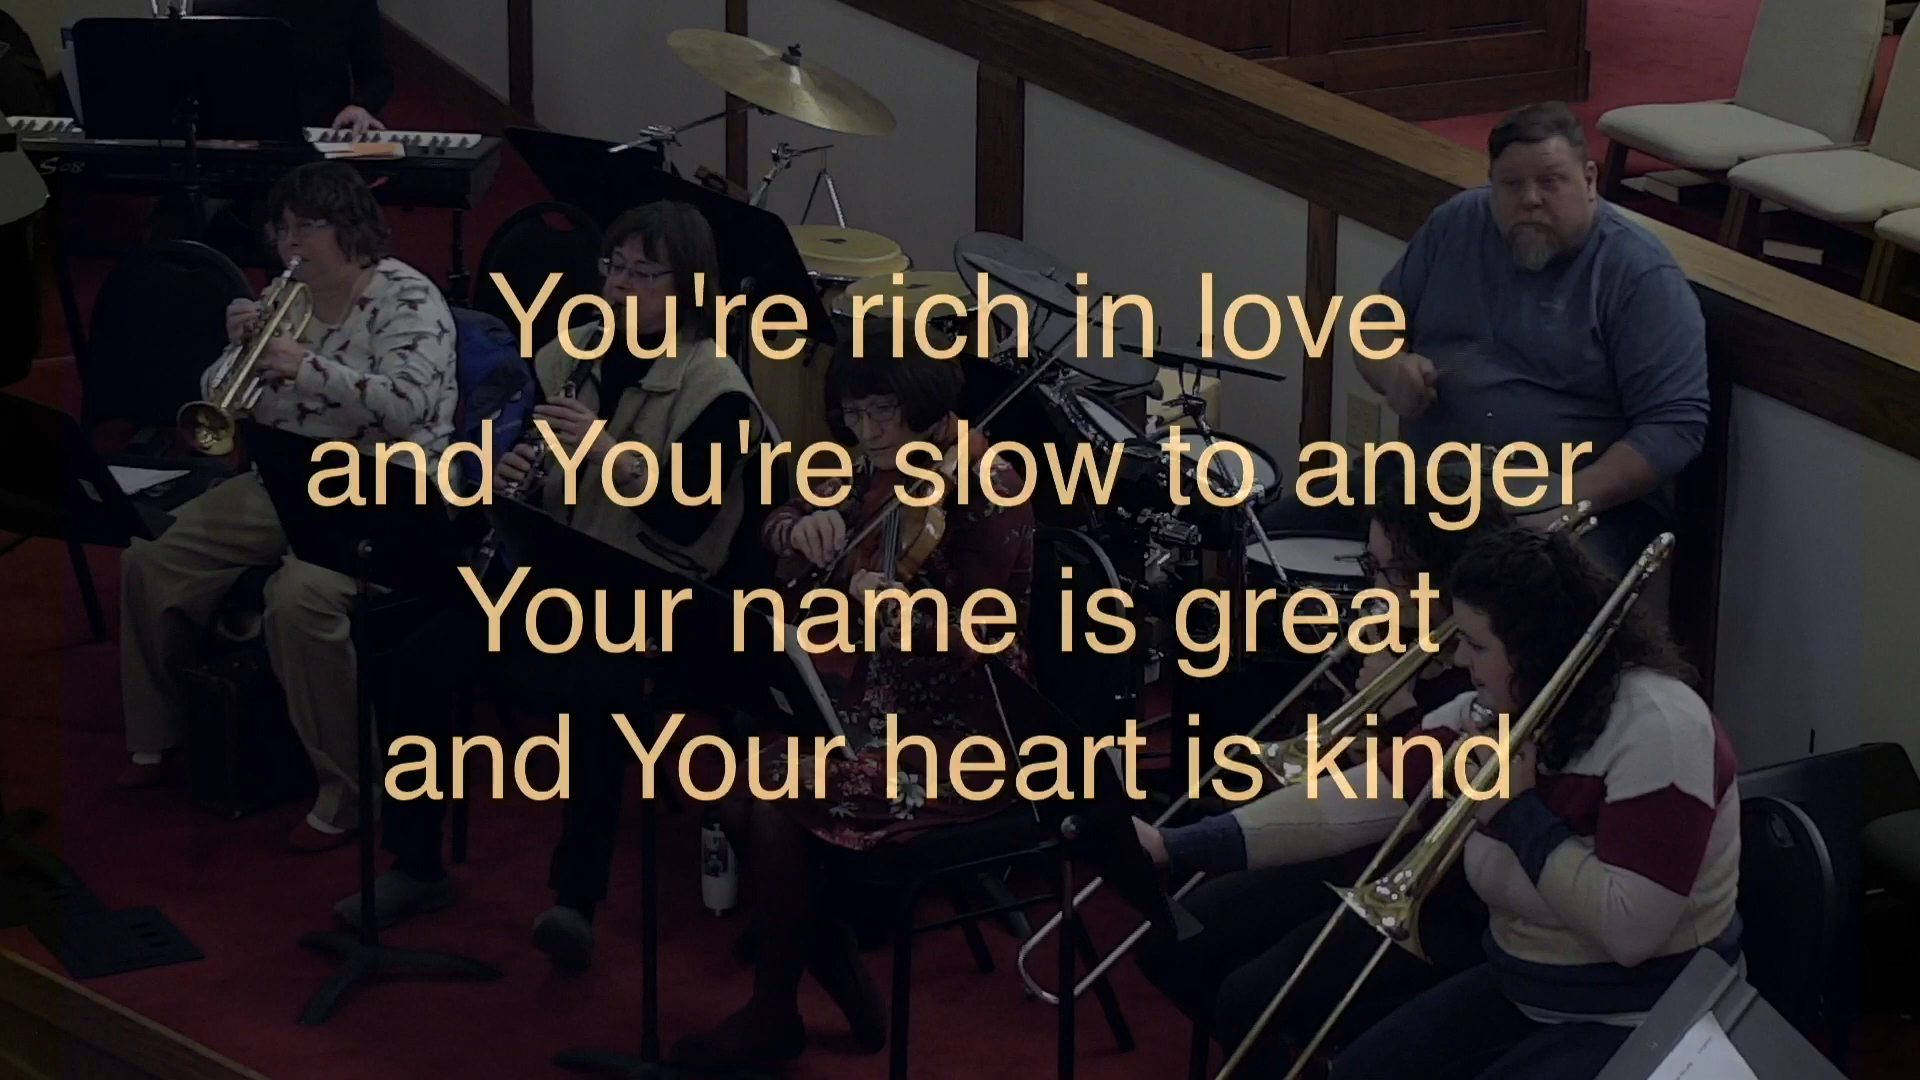 You're rich in love
and You're slow to anger
Your name is great
and Your heart is kind
S08